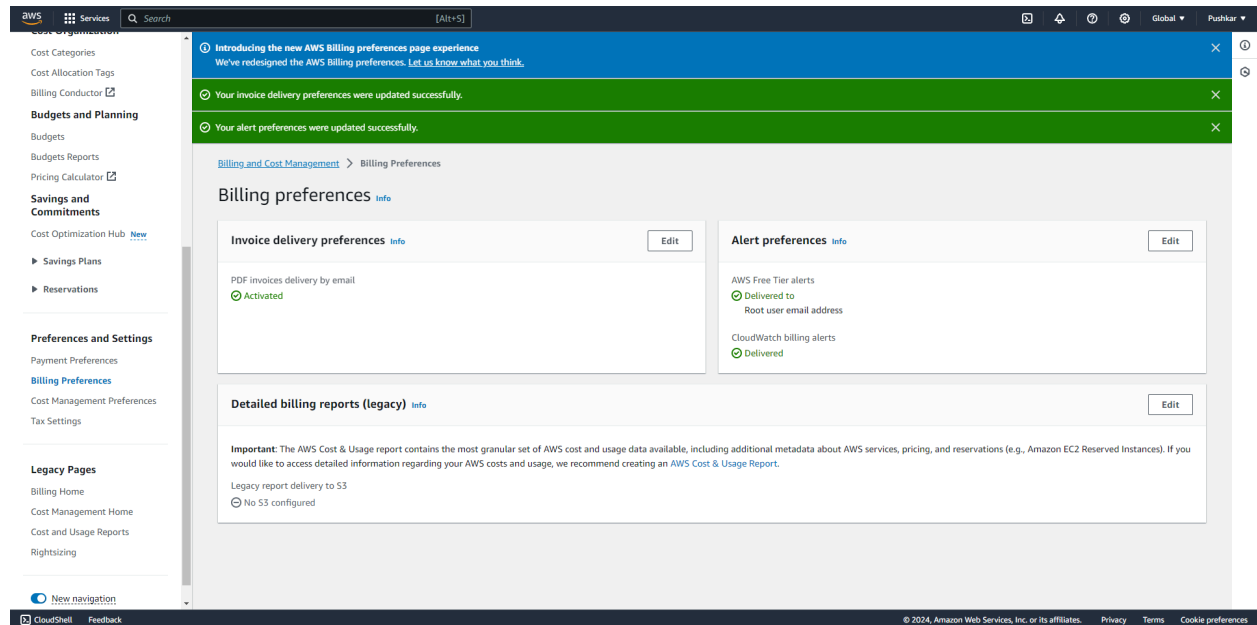 aws
Services
Search
[Alt+S]
Global
Pushkar
Cost Organization
Cost Categories
Cost Allocation Tags
Billing Conductor
Budgets and Planning
Budgets
Budgets Reports
Pricing Calculator
Savings and
Commitments
Cost Optimization Hub New
Savings Plans
Reservations
Preferences and Settings
Payment Preferences
Billing Preferences
Cost Management Preferences
Tax Settings
Legacy Pages
Billing Home
Cost Management Home
Cost and Usage Reports
Rightsizing
New navigation
Introducing the new AWS Billing preferences page experience
We've redesigned the AWS Billing preferences. Let us know what you think.
Your invoice delivery preferences were updated successfully.
Your alert preferences were updated successfully.
Billing and Cost Management > Billing Preferences
Billing preferences Info
Invoice delivery preferences Info
Edit
PDF invoices delivery by email
Activated
Alert preferences Info
Edit
AWS Free Tier alerts
Delivered to
Root user email address
CloudWatch billing alerts
Delivered
Detailed billing reports (legacy) Info
Edit
Important: The AWS Cost & Usage report contains the most granular set of AWS cost and usage data available, including additional metadata about AWS services, pricing, and reservations (e.g., Amazon EC2 Reserved Instances). If you
would like to access detailed information regarding your AWS costs and usage, we recommend creating an AWS Cost & Usage Report.
Legacy report delivery to S3
No S3 configured
CloudShell
Feedback
© 2024, Amazon Web Services, Inc. or its affiliates.
Privacy
Terms
Cookie preferences